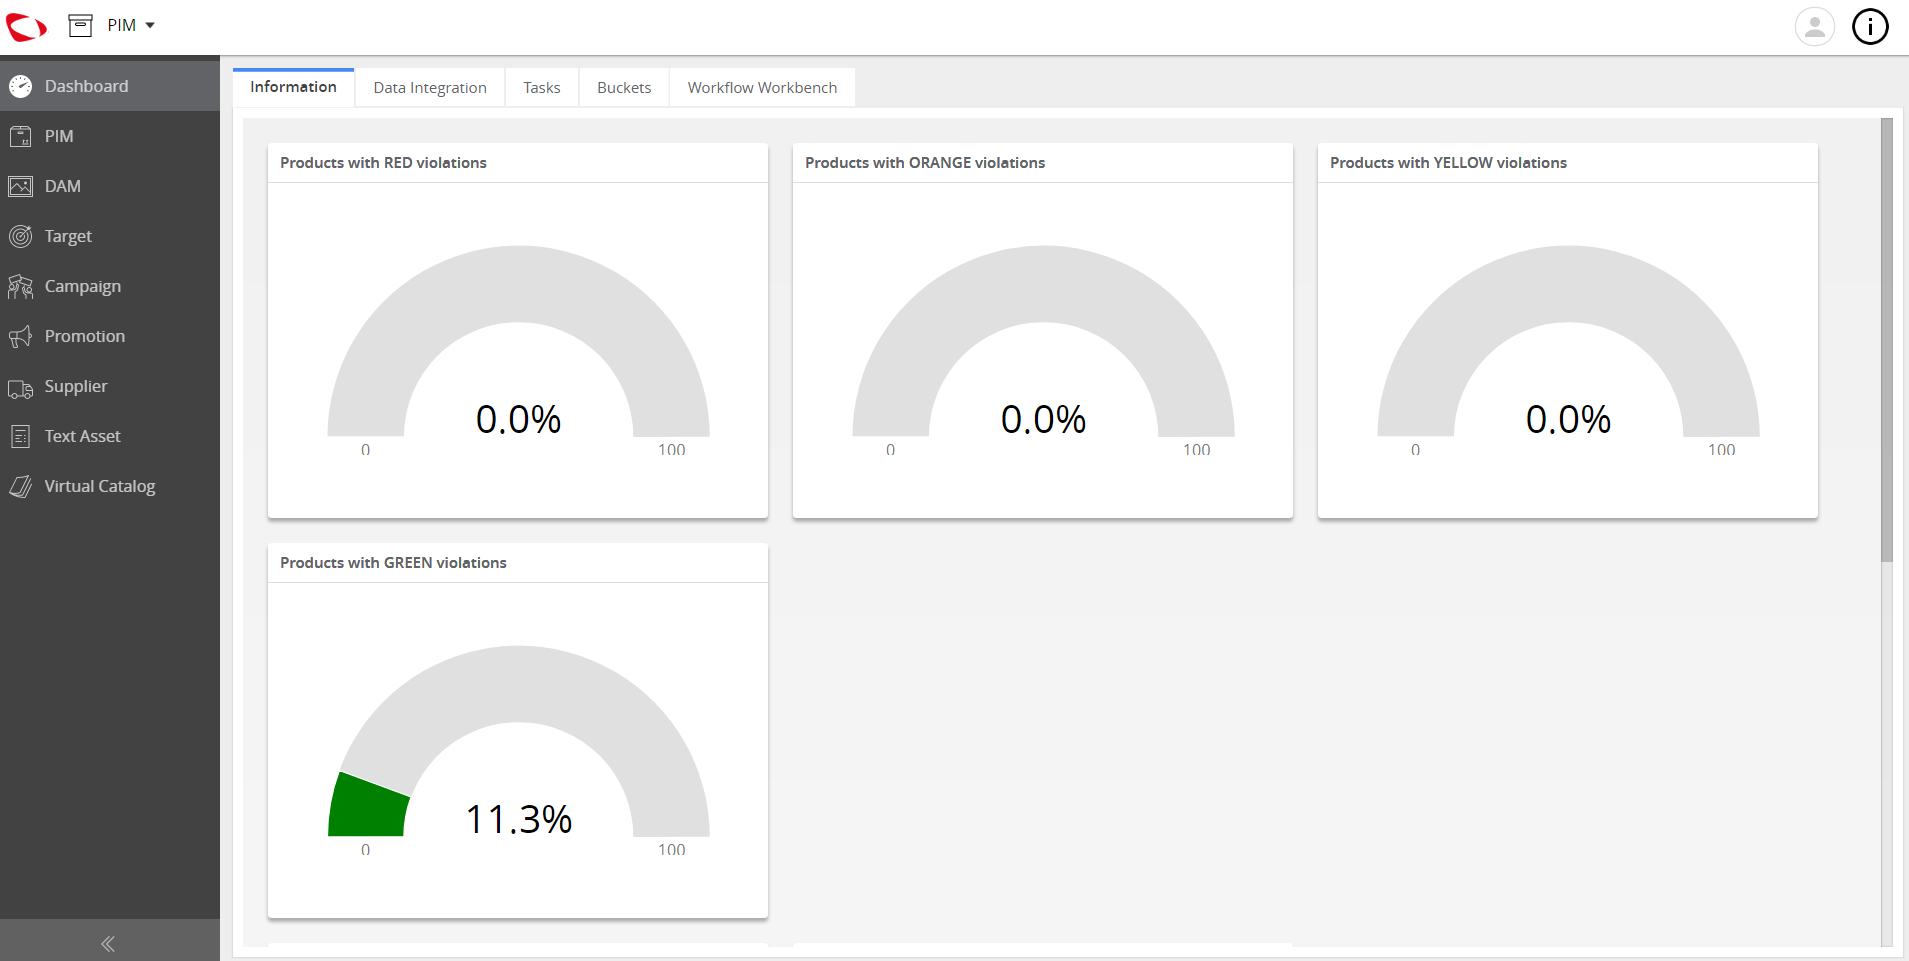 PIM
Dashboard
PIM
DAM
Target
Campaign
Promotion
Supplier
Text Asset
Virtual Catalog
Information
Data Integration
Tasks
Buckets
Workflow Workbench
Products with RED violations
0.0%
0
100
Products with ORANGE violations
0.0%
0
100
Products with YELLOW violations
0.0%
0
100
Products with GREEN violations
11.3%
0
100